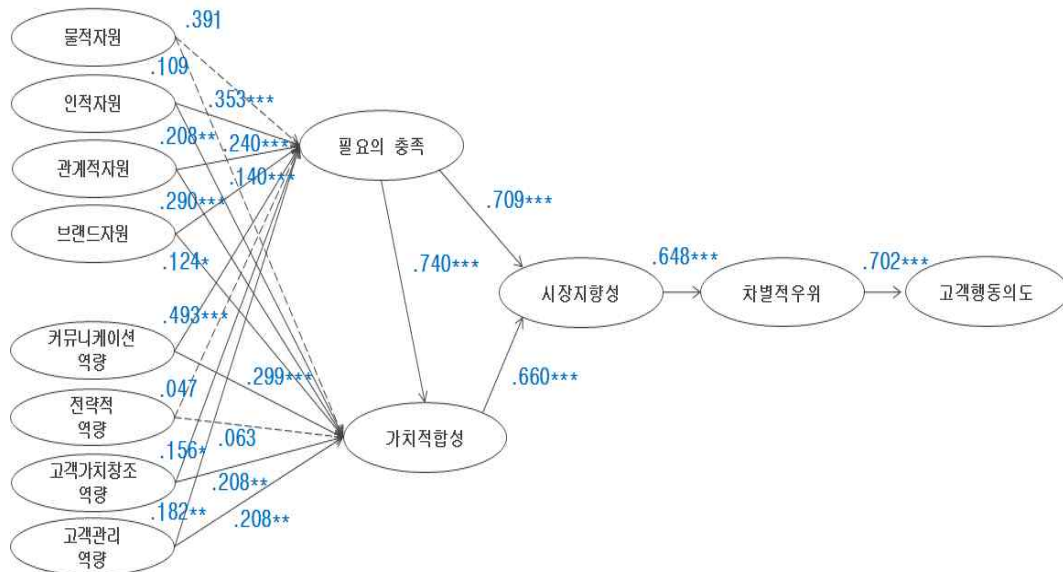 물적자원
.391
.109
인적자원
.353***
.208**
.240***
필요의 충족
관계적자원
.140***
.290***
.709***
브랜드자원
.124*
.740***
.648***
.702***
시장지향성
차별적우위
고객행동의도
.493***
커뮤니케이션
역량
.299***
.660***
.047
전략적
역량
.063
가치적합성
.156*
고객가치창조
역량
.208**
.182**
.208**
고객관리
역량